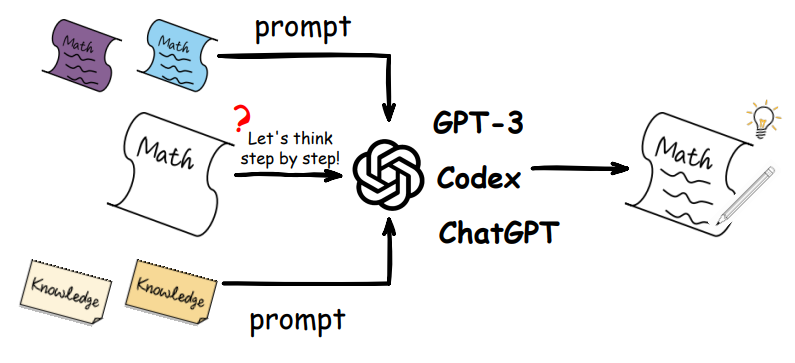 prompt
Math
Math
?
Let's think
step by step!
Math
GPT-3
Codex
ChatGPT
Math
Knowledge
Knowledge
prompt